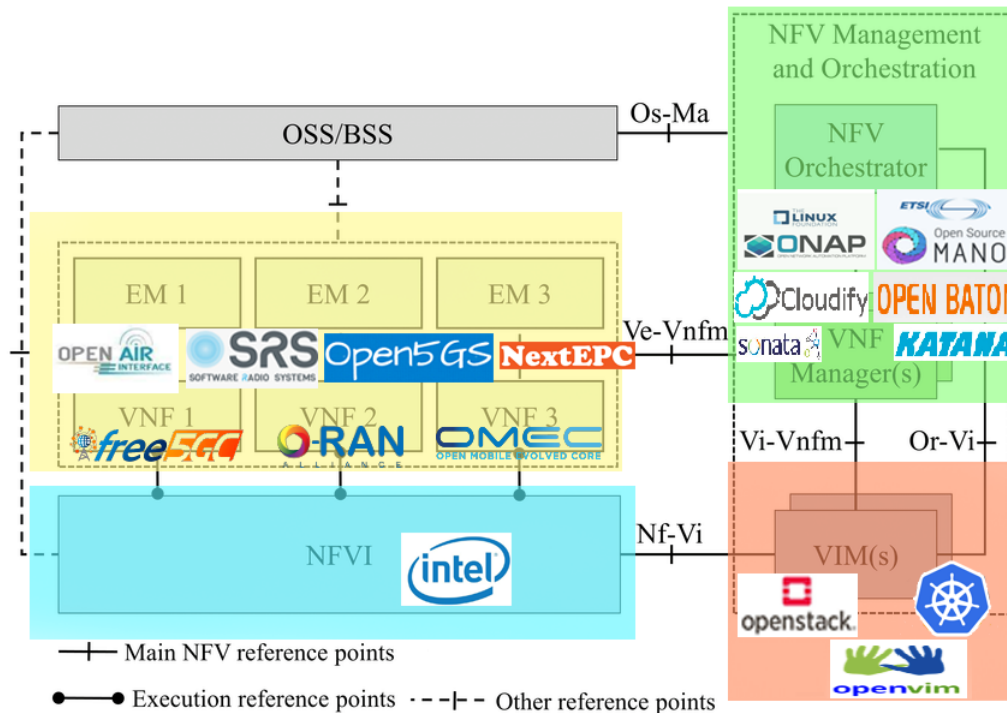 NFV Management
and Orchestration
Os-Ma
OSS/BSS
NFV
Orchestrator
THE
LINUX
FOUNDATION
ONAP
OPEN NETWORK AUTOMATION PLATFORM
ETSI
Open Source
MANO
EM 1
EM 2
EM 3
Cloudify
OPEN BATON
OPEN AIR
INTERFACE
SRS
SOFTWARE RADIO SYSTEMS
Open5GS
NextEPC
Ve-Vnfm
sonata
VNF
KATANA
Manager(s)
VNF 1
VNF 2
VNF 3
free5GC
O-RAN
ALLIANCE
OMEC
OPEN MOBILE EVOLVED CORE
Vi-Vnfm
Or-Vi
NFVI
intel
Nf-Vi
VIM(s)
openstack.
openvim
Main NFV reference points
Execution reference points
Other reference points